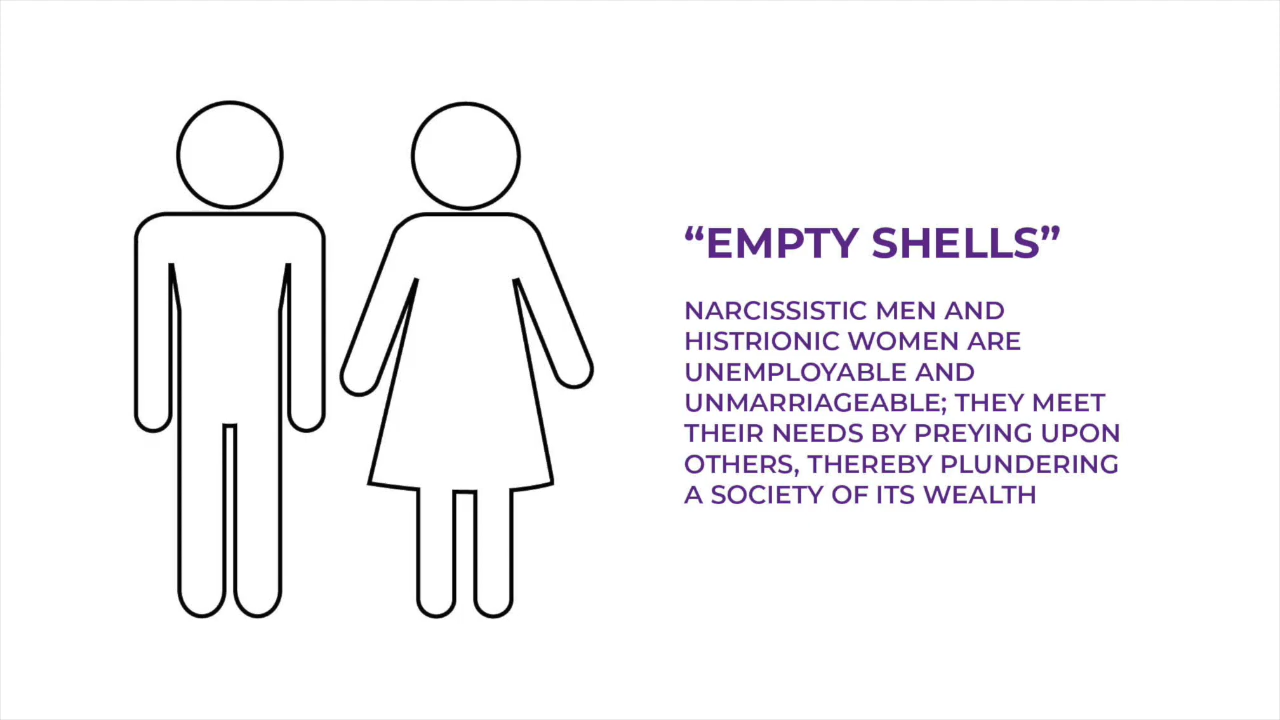 “EMPTY SHELLS”
NARCISSISTIC MEN AND
HISTRIONIC WOMEN ARE
UNEMPLOYABLE AND
UNMARRIAGEABLE; THEY MEET
THEIR NEEDS BY PREYING UPON
OTHERS, THEREBY PLUNDERING
A SOCIETY OF ITS WEALTH